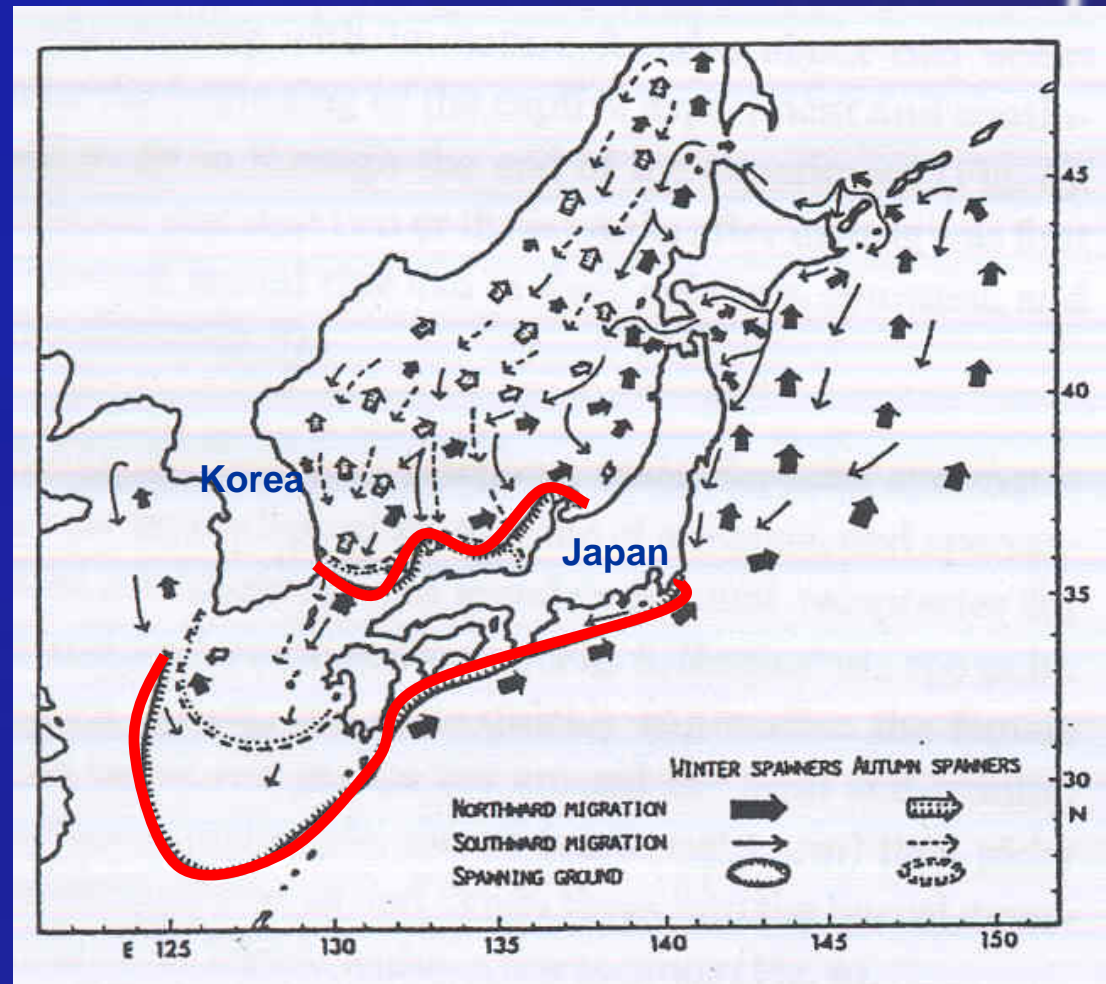 45
40
Korea
Japan
35
WINTER SPAWNERS AUTUMN SPAWNERS
30
NORTHWARD MIGRATION
N
SOUTHWARD MIGRATION
SPAWNING GROUND
E 125 130 135 140 145 150